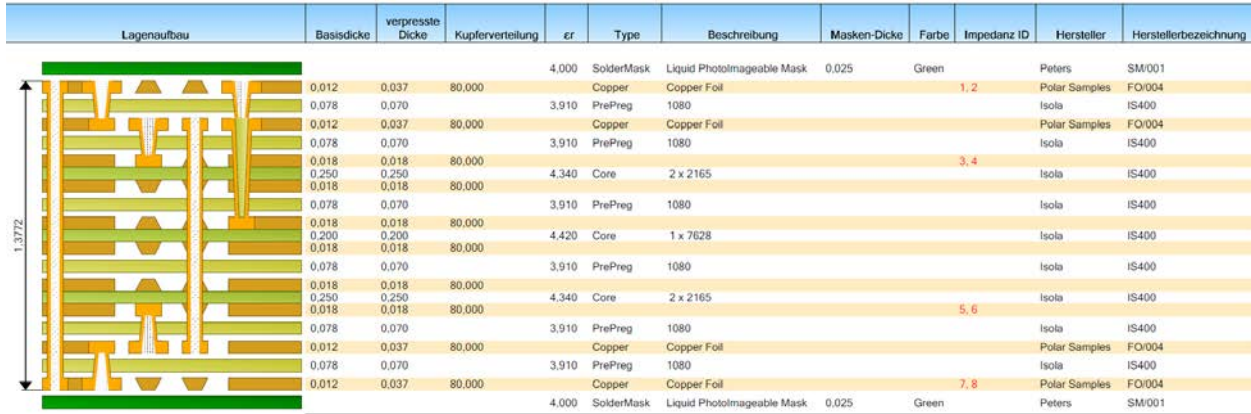 Lagenaufbau Basisdicke verpresste Dicke Kupferverteilung εr Type Beschreibung Masken-Dicke Farbe Impedanz ID Hersteller Herstellerbezeichnung
4,000 SolderMask Liquid PhotoImageable Mask 0,025 Green Peters SM/001
0,012 0,037 80,000 Copper Copper Foil 1, 2 Polar Samples FO/004
0,078 0,070 3,910 PrePreg 1080 Isola IS400
0,012 0,037 80,000 Copper Copper Foil Polar Samples FO/004
0,078 0,070 3,910 PrePreg 1080 Isola IS400
0,018 0,018 80,000 3, 4
0,250 0,250 4,340 Core 2 x 2165 Isola IS400
0,018 0,018 80,000
0,078 0,070 3,910 PrePreg 1080 Isola IS400
0,018 0,018 80,000
0,200 0,200 4,420 Core 1 x 7628 Isola IS400
0,018 0,018 80,000
0,078 0,070 3,910 PrePreg 1080 Isola IS400
0,018 0,018 80,000
0,250 0,250 4,340 Core 2 x 2165 Isola IS400
0,018 0,018 80,000 5, 6
0,078 0,070 3,910 PrePreg 1080 Isola IS400
0,012 0,037 80,000 Copper Copper Foil Polar Samples FO/004
0,078 0,070 3,910 PrePreg 1080 Isola IS400
0,012 0,037 80,000 Copper Copper Foil 7, 8 Polar Samples FO/004
4,000 SolderMask Liquid PhotoImageable Mask 0,025 Green Peters SM/001
1.3772